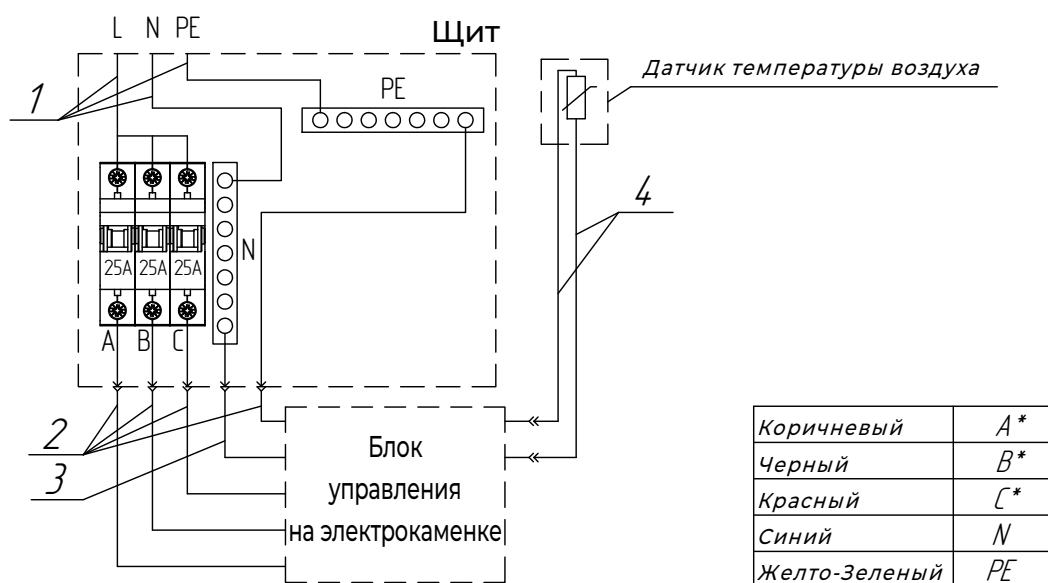 L N PE
Щит
Датчик температуры воздуха
1
PE
4
N
25A 25A 25A
A B C
2
3
Блок
управления
на электрокаменке
Коричневый A*
Черный B*
Красный C*
Синий N
Желто-Зеленый PE